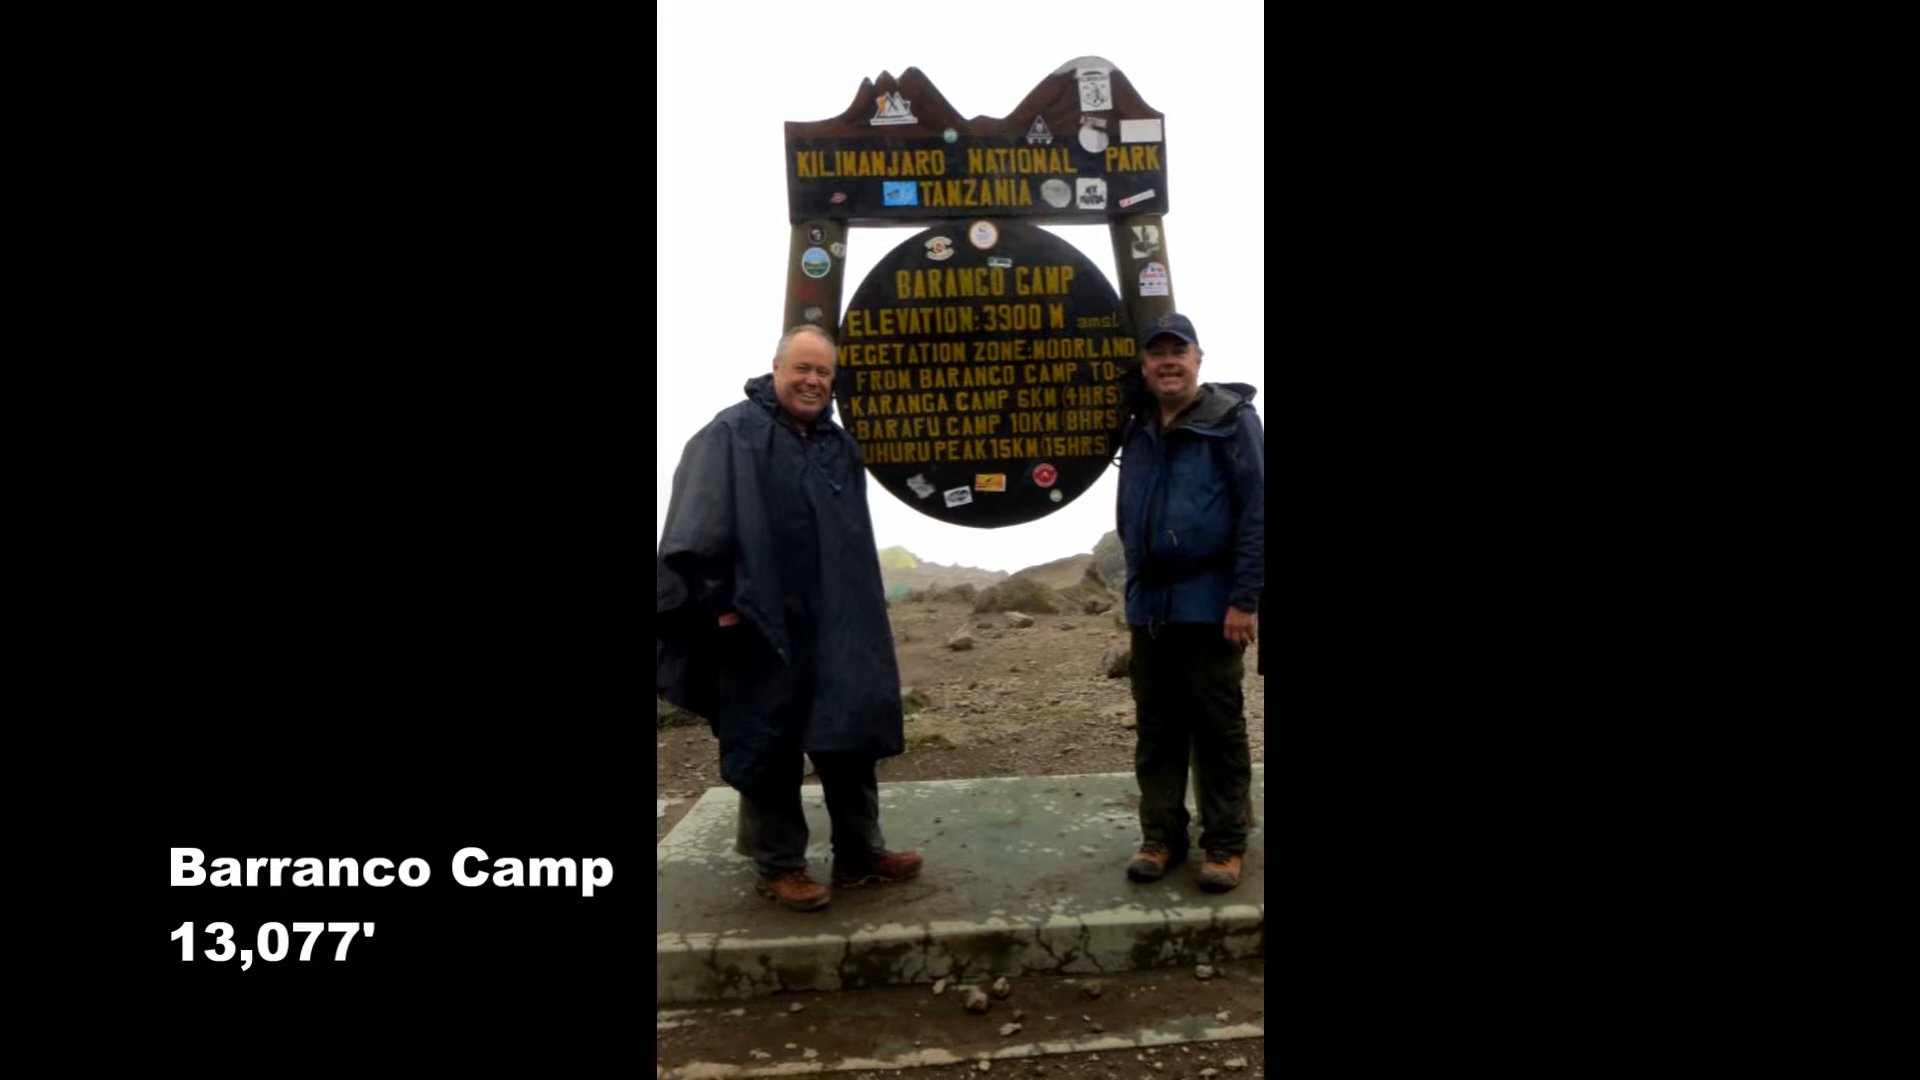 KILIMANJARO NATIONAL PARK
TANZANIA
BARANCO CAMP
ELEVATION:3900 M amsl
VEGETATION ZONE:MOORLAND
FROM BARANCO CAMP TO:
-KARANGA CAMP 6KM (4HRS)
-BARAFU CAMP 10KM (8HRS)
UHURU PEAK 15KM (15HRS)
Barranco Camp
13,077'